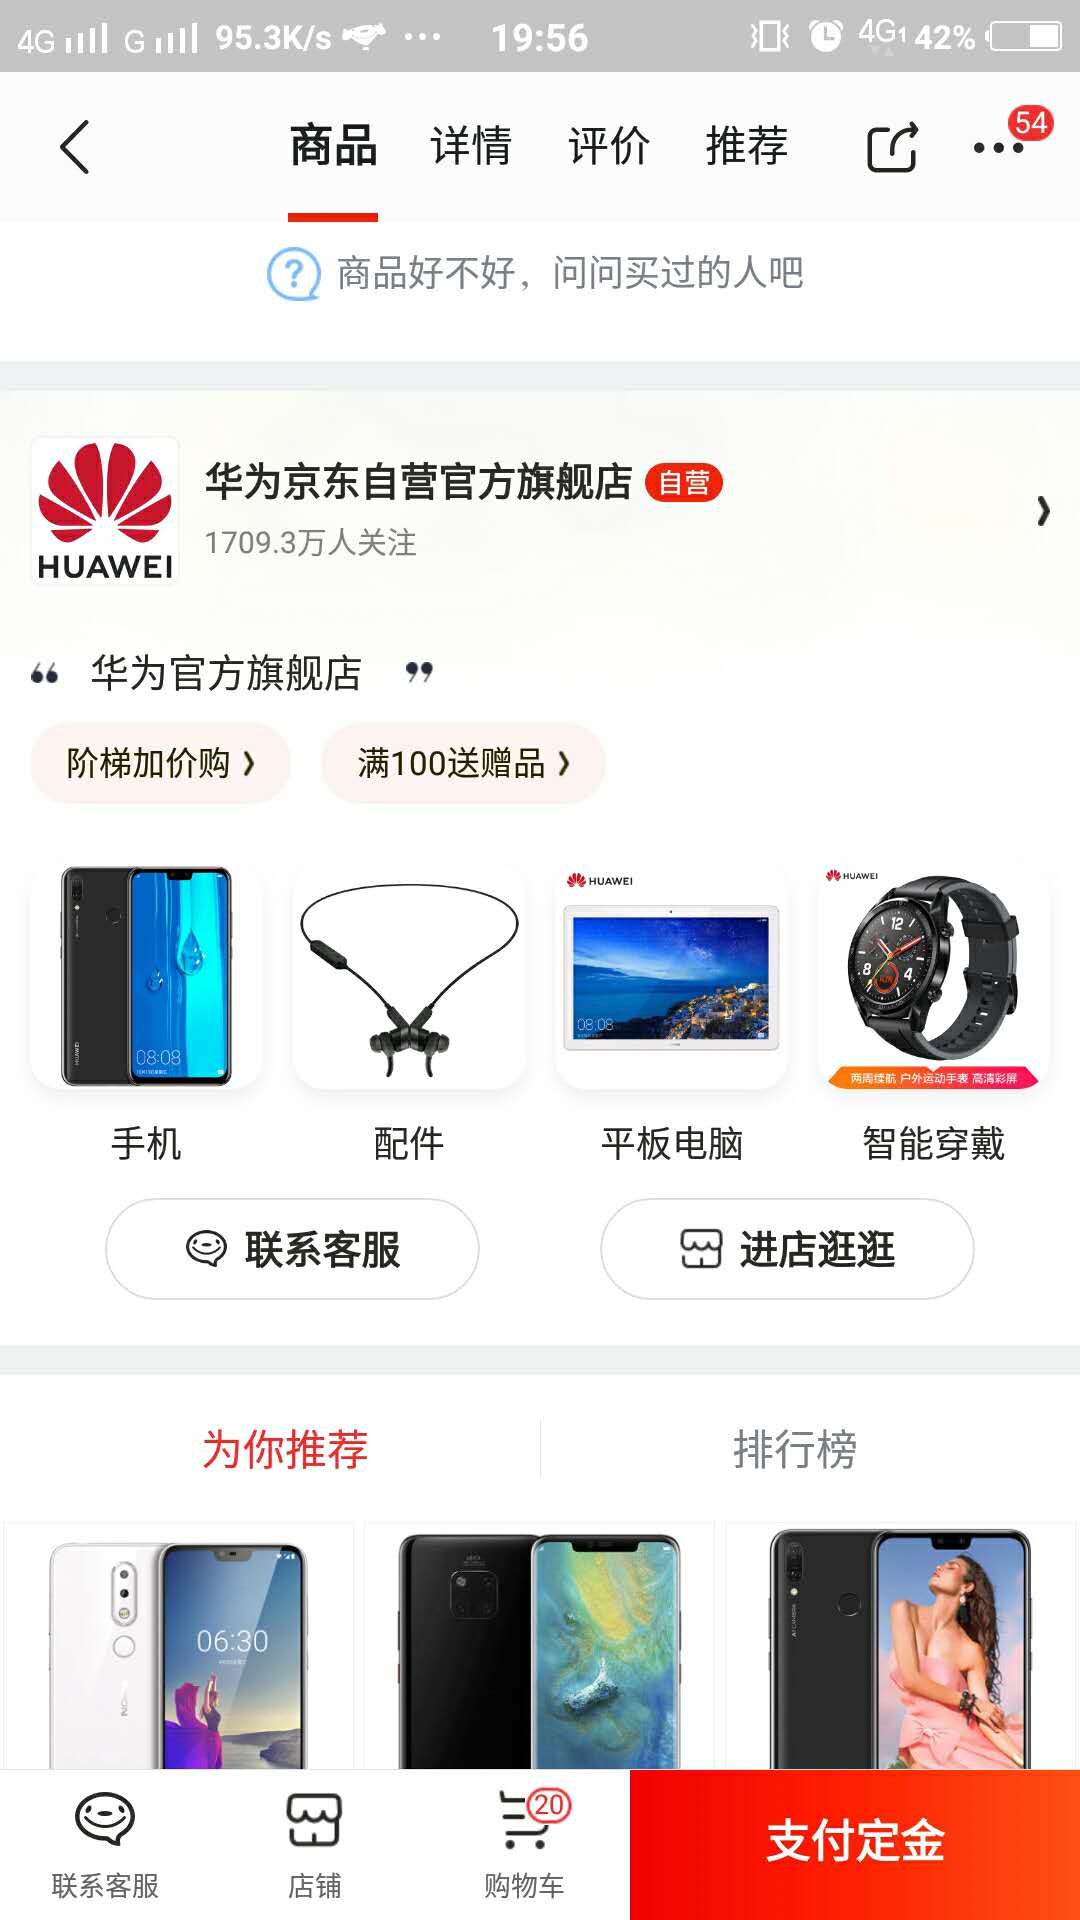 4G G 95.3K/s ··· 19:56 4G1 42%
商品 详情 评价 推荐 54
商品好不好，问问买过的人吧
华为京东自营官方旗舰店 自营
1709.3万人关注
HUAWEI
“ 华为官方旗舰店 ”
阶梯加价购 › 满100送赠品 ›
HUAWEI HUAWEI
08:08 08:08
两周续航 户外运动手表 高清彩屏
手机 配件 平板电脑 智能穿戴
联系客服 进店逛逛
为你推荐 排行榜
06:30
20
联系客服 店铺 购物车 支付定金